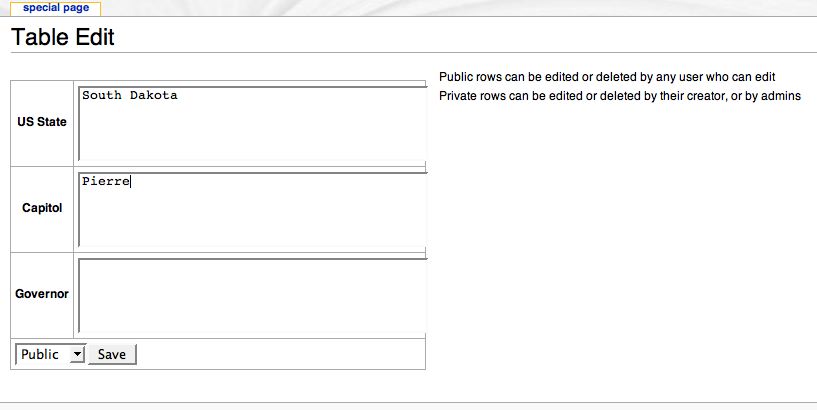 special page
Table Edit
Public rows can be edited or deleted by any user who can edit
Private rows can be edited or deleted by their creator, or by admins
US State
South Dakota
Capitol
Pierre
Governor
Public
Save